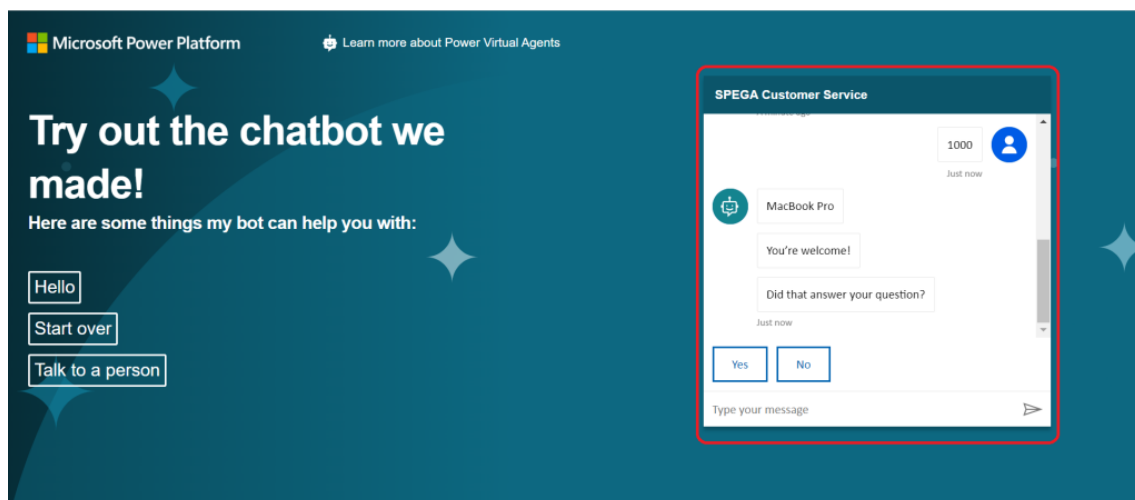 Microsoft Power Platform
Learn more about Power Virtual Agents
Try out the chatbot we
made!
Here are some things my bot can help you with:
Hello
Start over
Talk to a person
SPEGA Customer Service
1000
Just now
MacBook Pro
You're welcome!
Did that answer your question?
Just now
Yes
No
Type your message